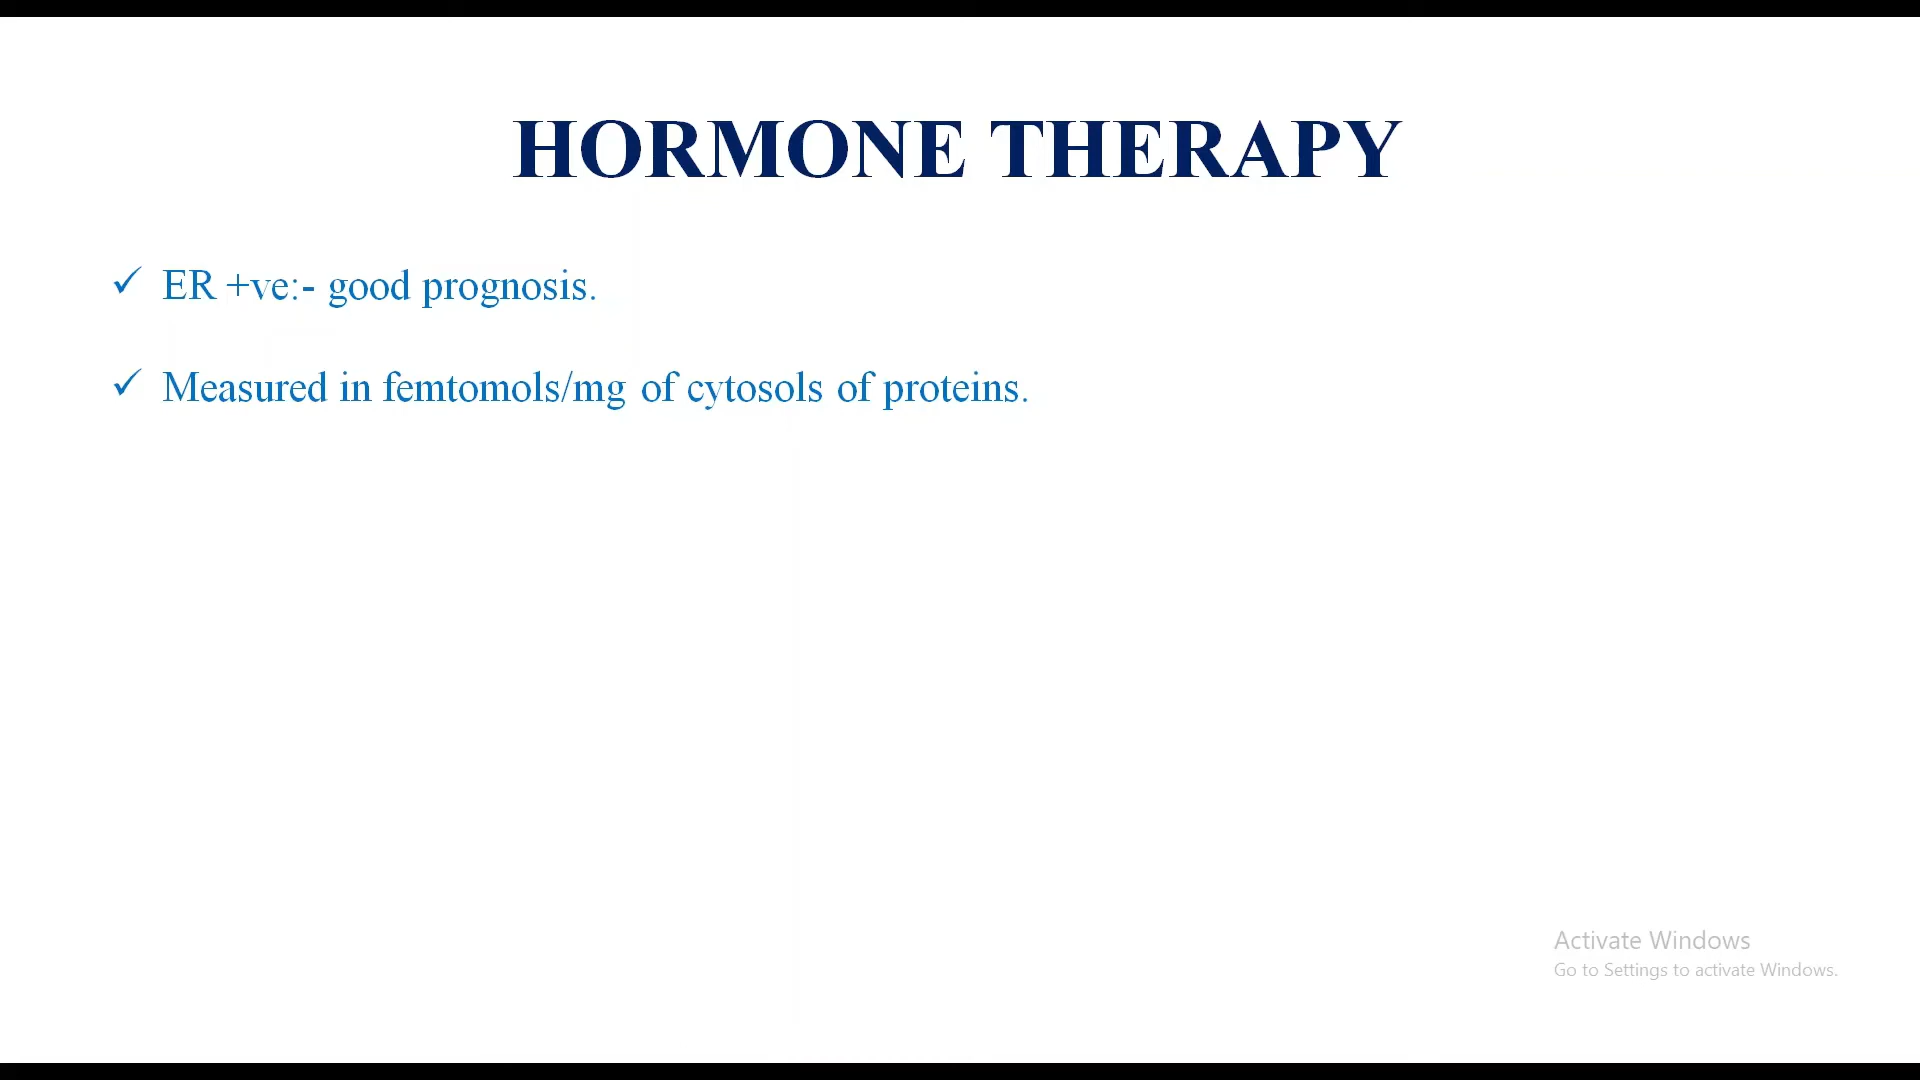 HORMONE THERAPY
✓ ER +ve:- good prognosis.
✓ Measured in femtomols/mg of cytosols of proteins.
Activate Windows
Go to Settings to activate Windows.